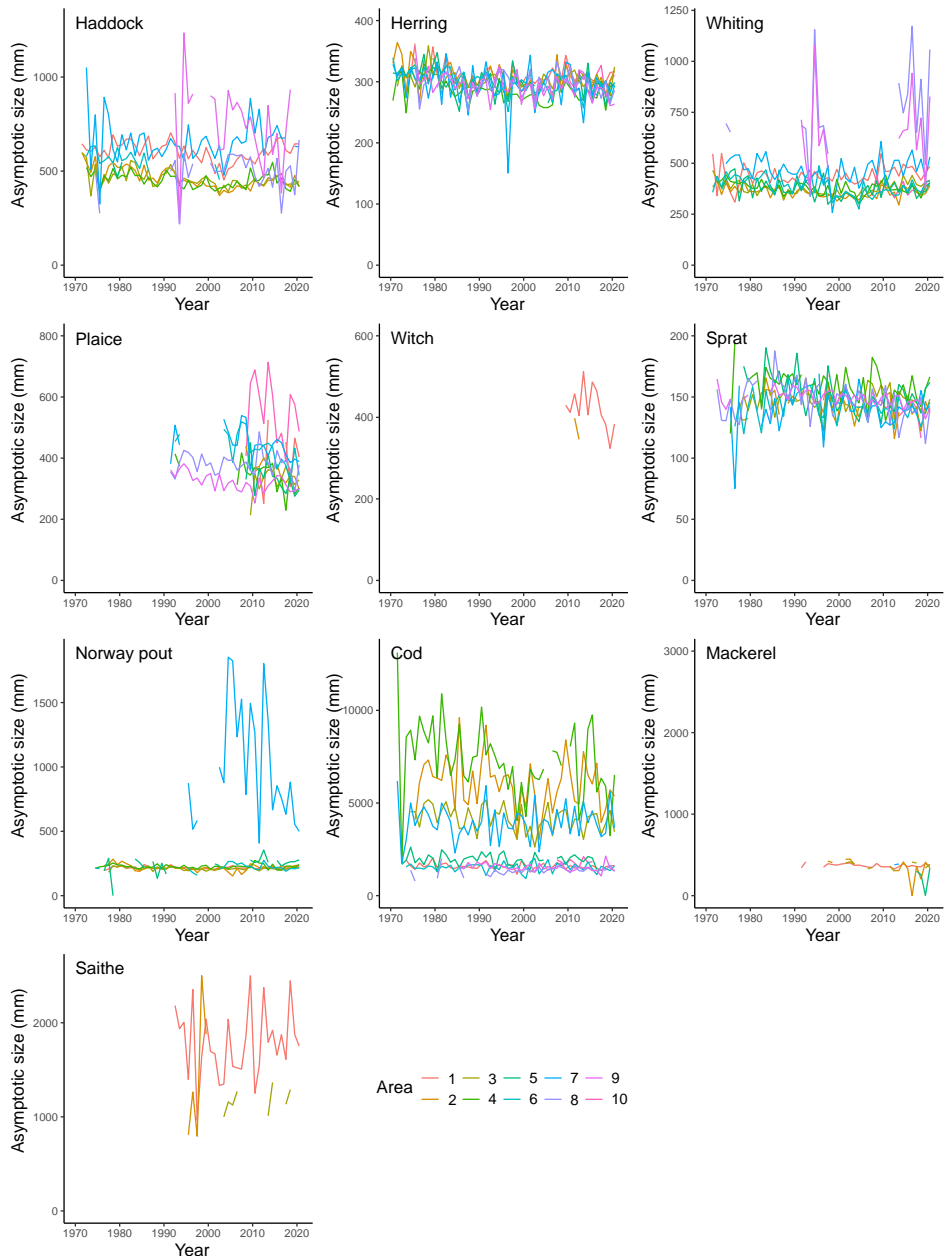 Haddock
Asymptotic size (mm)
1000
500
0
1970 1980 1990 2000 2010 2020
Year
Herring
Asymptotic size (mm)
400
300
200
100
0
1970 1980 1990 2000 2010 2020
Year
Whiting
Asymptotic size (mm)
1250
1000
750
500
250
0
1970 1980 1990 2000 2010 2020
Year
Plaice
Asymptotic size (mm)
800
600
400
200
0
1970 1980 1990 2000 2010 2020
Year
Witch
Asymptotic size (mm)
600
400
200
0
1970 1980 1990 2000 2010 2020
Year
Sprat
Asymptotic size (mm)
200
150
100
50
0
1970 1980 1990 2000 2010 2020
Year
Norway pout
Asymptotic size (mm)
1500
1000
500
0
1970 1980 1990 2000 2010 2020
Year
Cod
Asymptotic size (mm)
10000
5000
0
1970 1980 1990 2000 2010 2020
Year
Mackerel
Asymptotic size (mm)
3000
2000
1000
0
1970 1980 1990 2000 2010 2020
Year
Saithe
Asymptotic size (mm)
2000
1000
0
1970 1980 1990 2000 2010 2020
Year
Area
1 3 5 7 9
2 4 6 8 10